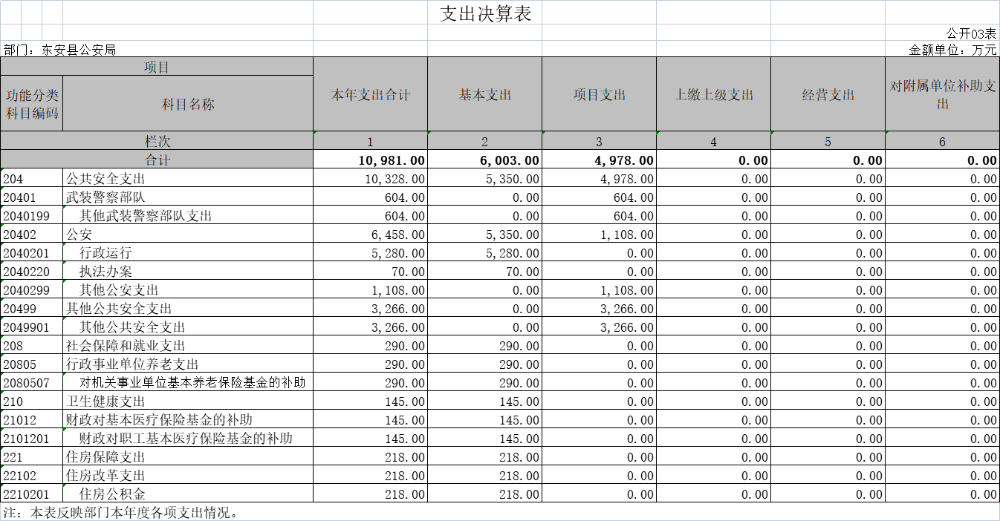 支出决算表
公开03表
部门：东安县公安局 金额单位：万元
项目 本年支出合计 基本支出 项目支出 上缴上级支出 经营支出 对附属单位补助支出
功能分类科目编码 科目名称
栏次 1 2 3 4 5 6
合计 10,981.00 6,003.00 4,978.00 0.00 0.00 0.00
204 公共安全支出 10,328.00 5,350.00 4,978.00 0.00 0.00 0.00
20401 武装警察部队 604.00 0.00 604.00 0.00 0.00 0.00
2040199 其他武装警察部队支出 604.00 0.00 604.00 0.00 0.00 0.00
20402 公安 6,458.00 5,350.00 1,108.00 0.00 0.00 0.00
2040201 行政运行 5,280.00 5,280.00 0.00 0.00 0.00 0.00
2040220 执法办案 70.00 70.00 0.00 0.00 0.00 0.00
2040299 其他公安支出 1,108.00 0.00 1,108.00 0.00 0.00 0.00
20499 其他公共安全支出 3,266.00 0.00 3,266.00 0.00 0.00 0.00
2049901 其他公共安全支出 3,266.00 0.00 3,266.00 0.00 0.00 0.00
208 社会保障和就业支出 290.00 290.00 0.00 0.00 0.00 0.00
20805 行政事业单位养老支出 290.00 290.00 0.00 0.00 0.00 0.00
2080507 对机关事业单位基本养老保险基金的补助 290.00 290.00 0.00 0.00 0.00 0.00
210 卫生健康支出 145.00 145.00 0.00 0.00 0.00 0.00
21012 财政对基本医疗保险基金的补助 145.00 145.00 0.00 0.00 0.00 0.00
2101201 财政对职工基本医疗保险基金的补助 145.00 145.00 0.00 0.00 0.00 0.00
221 住房保障支出 218.00 218.00 0.00 0.00 0.00 0.00
22102 住房改革支出 218.00 218.00 0.00 0.00 0.00 0.00
2210201 住房公积金 218.00 218.00 0.00 0.00 0.00 0.00
注：本表反映部门本年度各项支出情况。